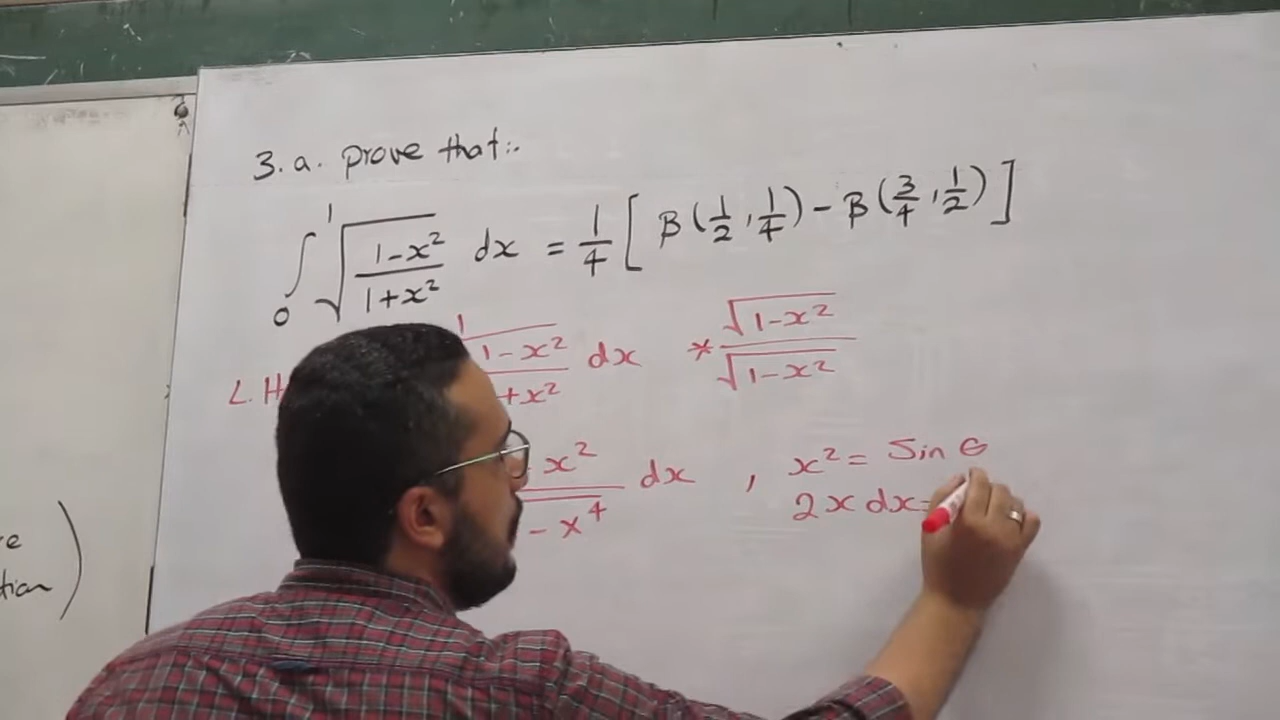 3. a. prove that:.
∫₀¹ √((1-x²)/(1+x²)) dx = 1/4 [ β(1/2, 1/4) - β(3/4, 1/2) ]
L.H 1 1-x² / +x² dx * √(1-x²) / √(1-x²)
x² / - x⁴ dx , x² = Sin θ
2x dx=